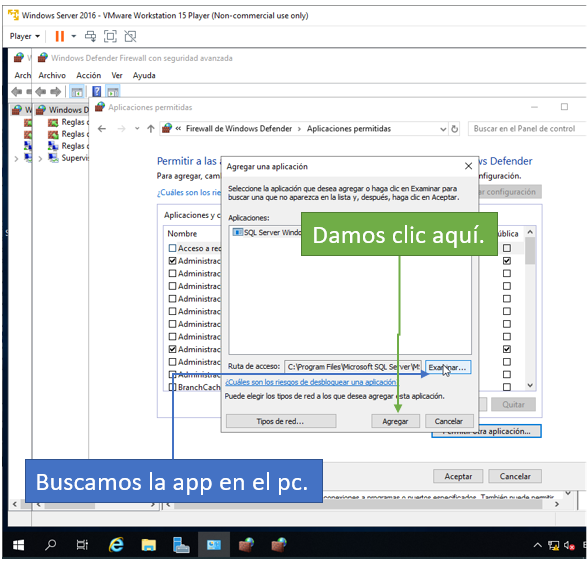 Windows Server 2016 - VMware Workstation 15 Player (Non-commercial use only)
Player
Windows Defender Firewall con seguridad avanzada
Arch Archivo Acción Ver Ayuda
Aplicaciones permitidas
Windows D
Reglas d
Reglas c
Reglas d
Supervis
« Firewall de Windows Defender > Aplicaciones permitidas
Buscar en el Panel de control
Permitir a las
ws Defender
Para agregar, cam
nfiguración.
¿Cuáles son los rie
ar configuración
Aplicaciones y c
Nombre
ública
Acceso a rec
Administrac
Administrac
Administrac
Administrac
Administrac
Administrac
Administrac
Administrac
Administrac
Administrac
Administrac
BranchCach
Agregar una aplicación
Seleccione la aplicación que desea agregar o haga clic en Examinar para
buscar una que no aparezca en la lista y, después, haga clic en Aceptar.
Aplicaciones:
SQL Server Windo
Damos clic aquí.
Ruta de acceso: C:\Program Files\Microsoft SQL Server\M: Examinar...
¿Cuáles son los riesgos de desbloquear una aplicación?
Puede elegir los tipos de red a los que desea agregar esta aplicación.
Tipos de red... Agregar Cancelar
Quitar
Permitir otra aplicación...
Buscamos la app en el pc.
Aceptar Cancelar
conexiones a programas o puertos especificados. También puede permitir